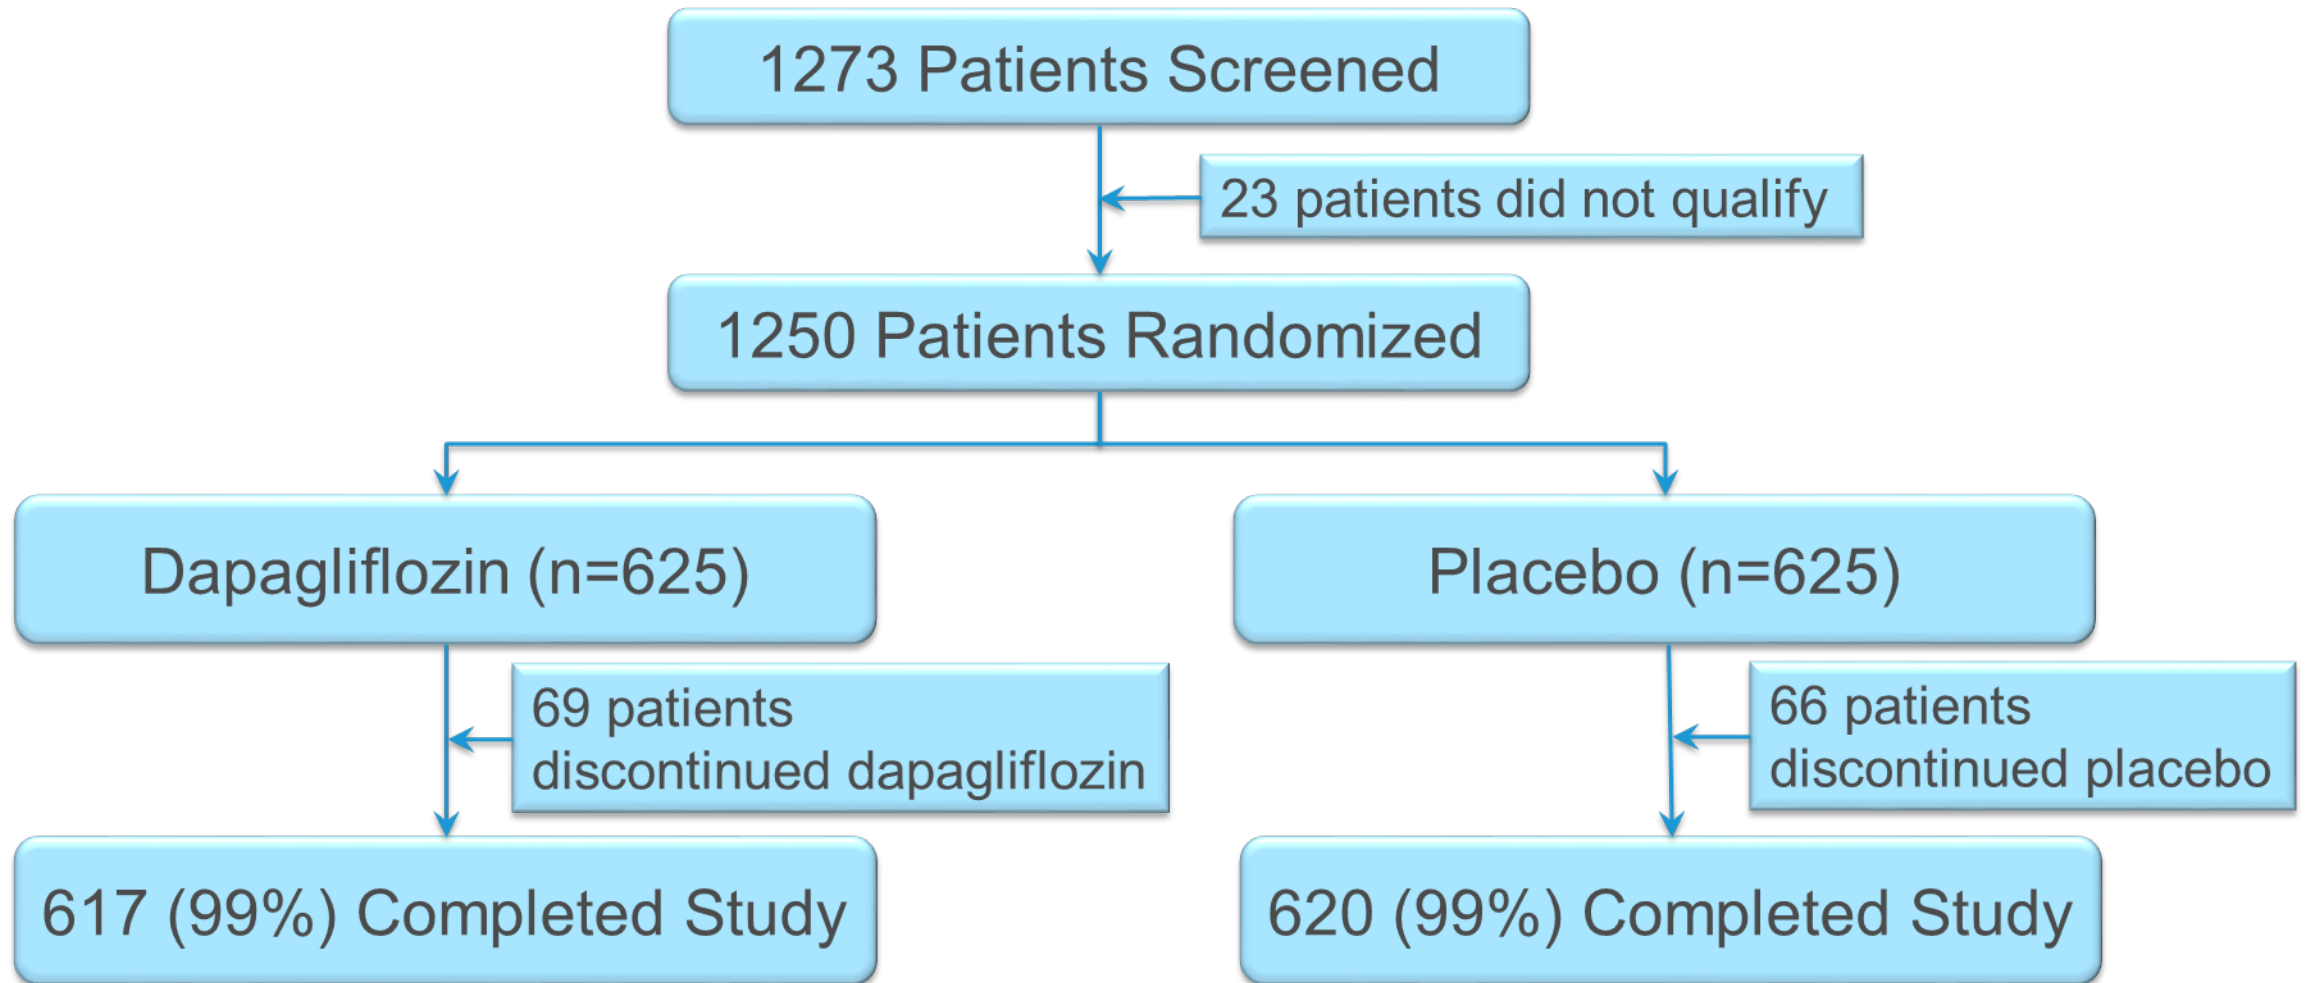 1273 Patients Screened
23 patients did not qualify
1250 Patients Randomized
Dapagliflozin (n=625)
Placebo (n=625)
69 patients
discontinued dapagliflozin
66 patients
discontinued placebo
617 (99%) Completed Study
620 (99%) Completed Study